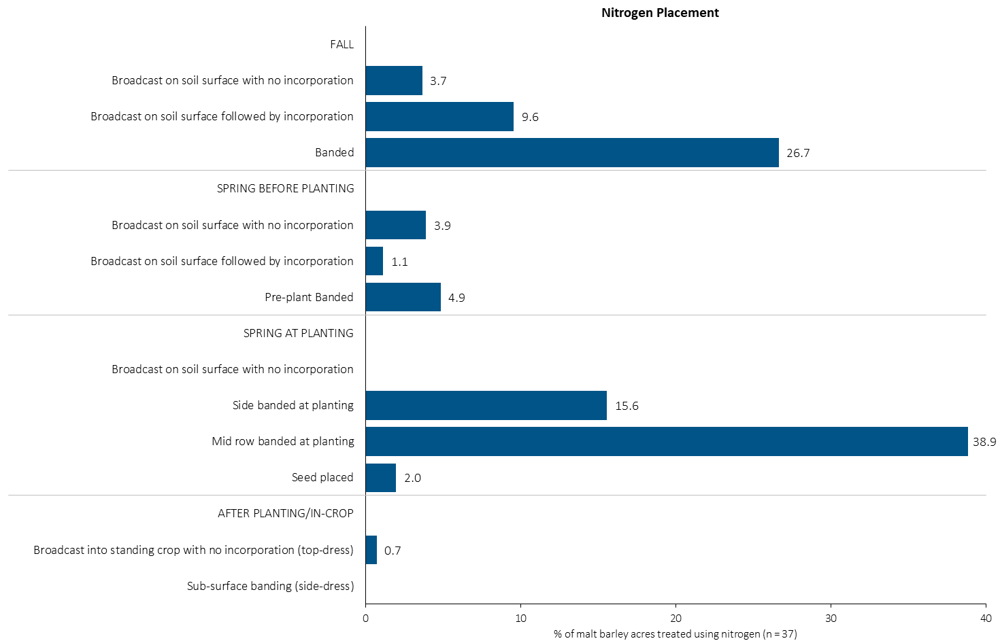 Nitrogen Placement
FALL
Broadcast on soil surface with no incorporation 3.7
Broadcast on soil surface followed by incorporation 9.6
Banded 26.7
SPRING BEFORE PLANTING
Broadcast on soil surface with no incorporation 3.9
Broadcast on soil surface followed by incorporation 1.1
Pre-plant Banded 4.9
SPRING AT PLANTING
Broadcast on soil surface with no incorporation
Side banded at planting 15.6
Mid row banded at planting 38.9
Seed placed 2.0
AFTER PLANTING/IN-CROP
Broadcast into standing crop with no incorporation (top-dress) 0.7
Sub-surface banding (side-dress)
0 10 20 30 40
% of malt barley acres treated using nitrogen (n = 37)